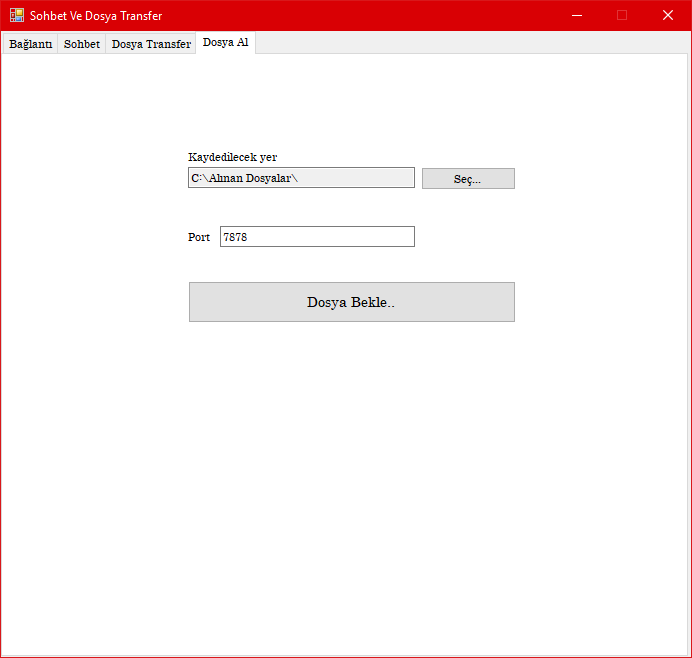 Sohbet Ve Dosya Transfer
Bağlantı Sohbet Dosya Transfer Dosya Al
Kaydedilecek yer
C:\Alınan Dosyalar\ Seç...
Port 7878
Dosya Bekle..